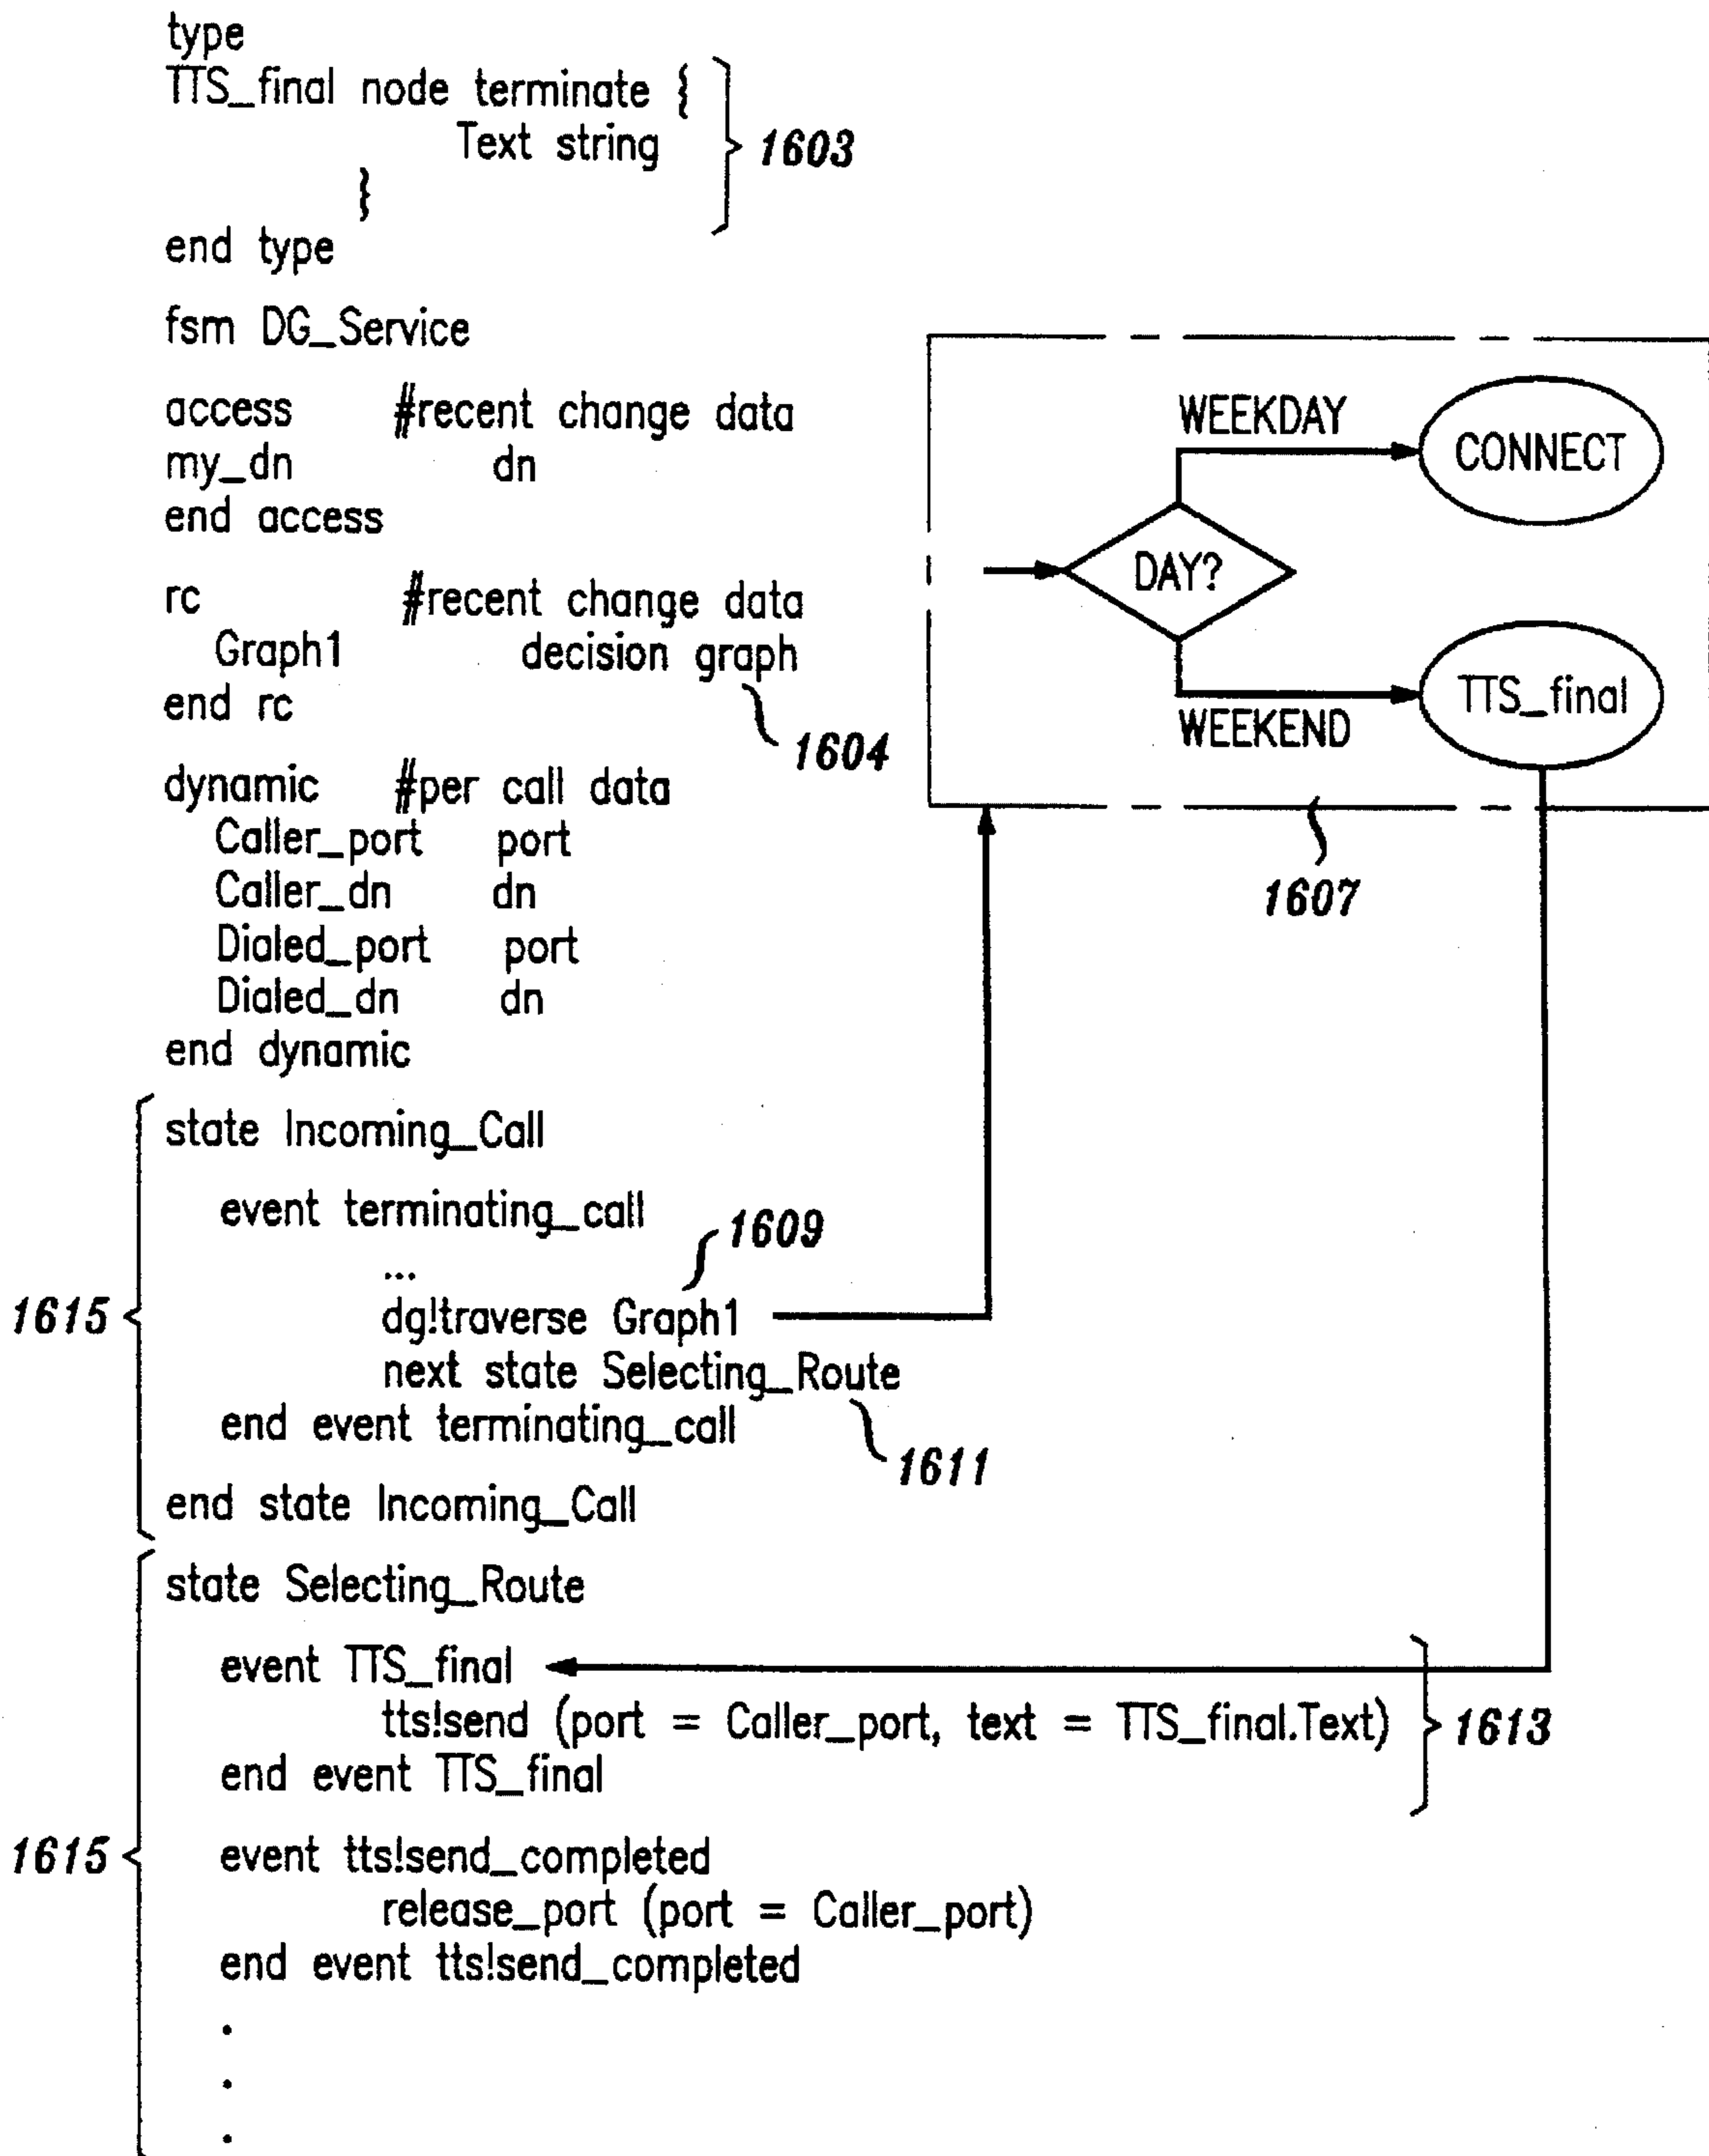 type
TTS_final node terminate {
Text string
}
1603
end type
fsm DG_Service
access #recent change data
my_dn dn
end access
rc #recent change data
Graph1 decision graph
end rc
1604
dynamic #per call data
Caller_port port
Caller_dn dn
Dialed_port port
Dialed_dn dn
end dynamic
WEEKDAY
CONNECT
DAY?
TTS_final
WEEKEND
1607
state Incoming_Call
event terminating_call
1609
...
1615
dg!traverse Graph1
next state Selecting_Route
end event terminating_call
1611
end state Incoming_Call
state Selecting_Route
event TTS_final
tts!send (port = Caller_port, text = TTS_final.Text)
1613
end event TTS_final
1615
event tts!send_completed
release_port (port = Caller_port)
end event tts!send_completed
.
.
.